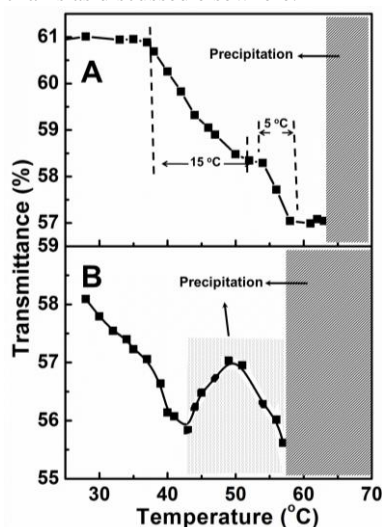 61
60
59
58
57
A
Precipitation
15 °C
5 °C
Transmittance (%)
59
58
57
56
55
B
Precipitation
30 40 50 60 70
Temperature (°C)